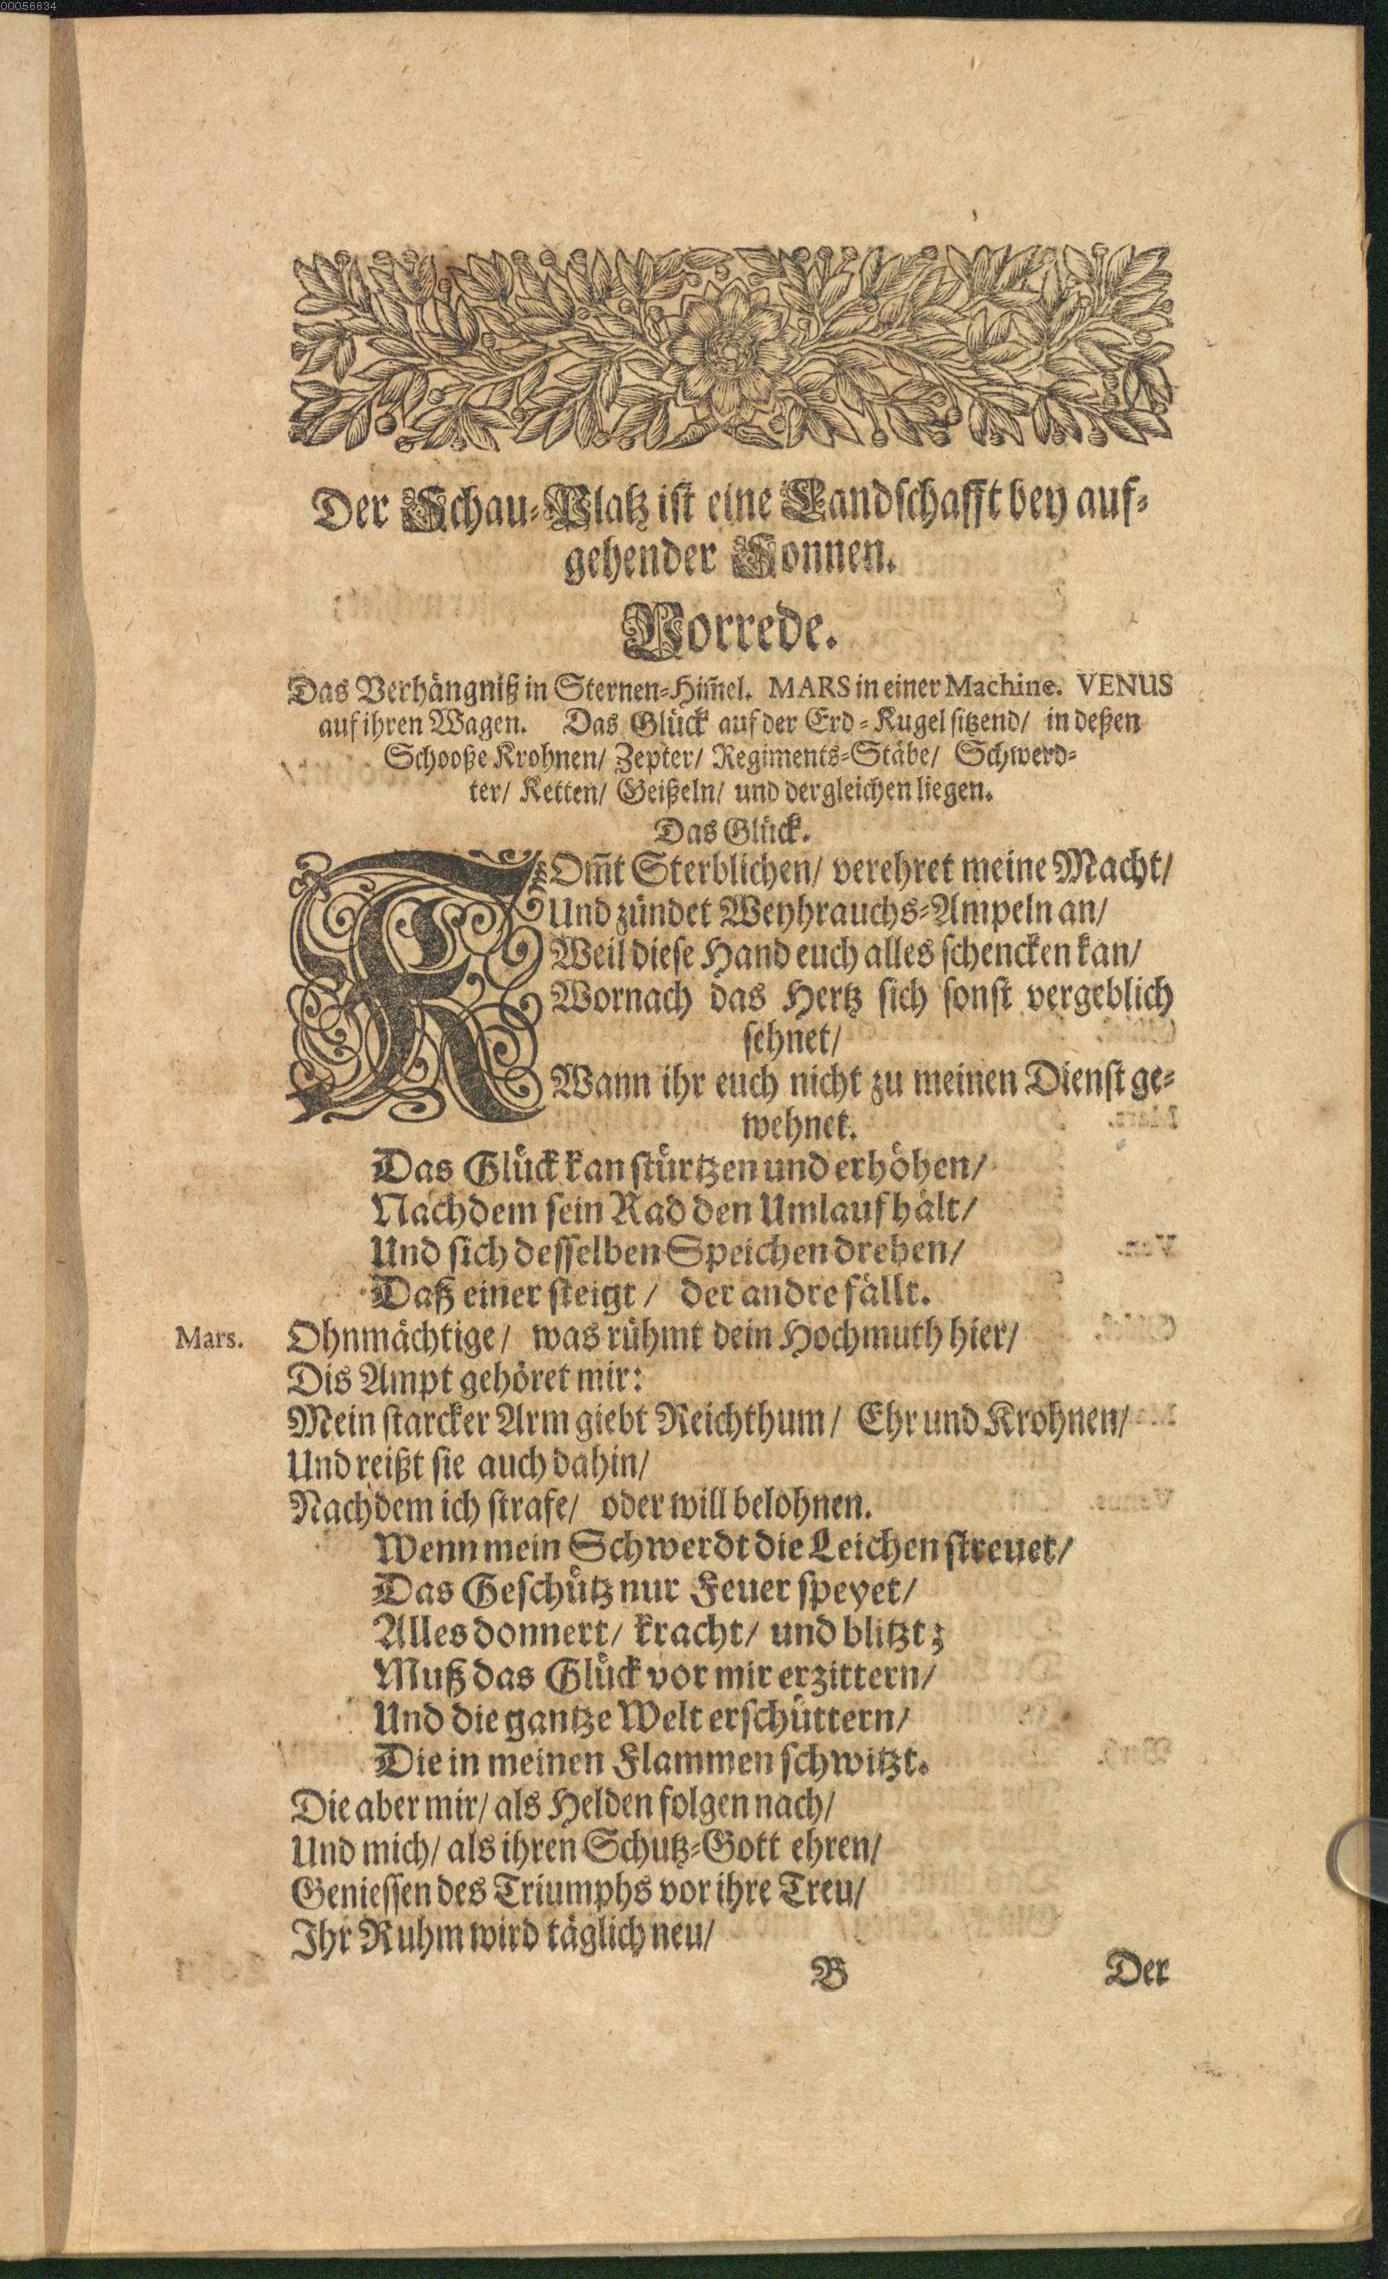 00056634
Der Schau-Platz ist eine Landschafft bey auf-
gehender Sonnen.
Vorrede.
Das Verhängniß in Sternen-Him̄el. MARS in einer Machine. VENUS
auf ihren Wagen. Das Glück auf der Erd-Kugel sitzend/ in deßen
Schooße Krohnen/ Zepter/ Regiments-Stäbe/ Schwerd-
ter/ Ketten/ Geißeln/ und dergleichen liegen.
Das Glück.
KOm̄t Sterblichen/ verehret meine Macht/
Und zündet Weyhrauchs-Ampeln an/
Weil diese Hand euch alles schencken kan/
Wornach das Hertz sich sonst vergeblich
sehnet/
Wann ihr euch nicht zu meinen Dienst ge-
wehnet.
Das Glück kan stürtzen und erhöhen/
Nachdem sein Rad den Umlauf hält/
Und sich desselben Speichen drehen/
Daß einer steigt/ der andre fällt.
Mars. Ohnmächtige/ was rühmt dein Hochmuth hier/
Dis Ampt gehöret mir:
Mein starcker Arm giebt Reichthum/ Ehr und Krohnen/
Und reißt sie auch dahin/
Nachdem ich strafe/ oder will belohnen.
Wenn mein Schwerdt die Leichen streuet/
Das Geschütz nur Feuer speyet/
Alles donnert/ kracht/ und blitzt;
Muß das Glück vor mir erzittern/
Und die gantze Welt erschüttern/
Die in meinen Flammen schwitzt.
Die aber mir/ als Helden folgen nach/
Und mich/ als ihren Schutz-Gott ehren/
Geniessen des Triumphs vor ihre Treu/
Ihr Ruhm wird täglich neu/
B Der